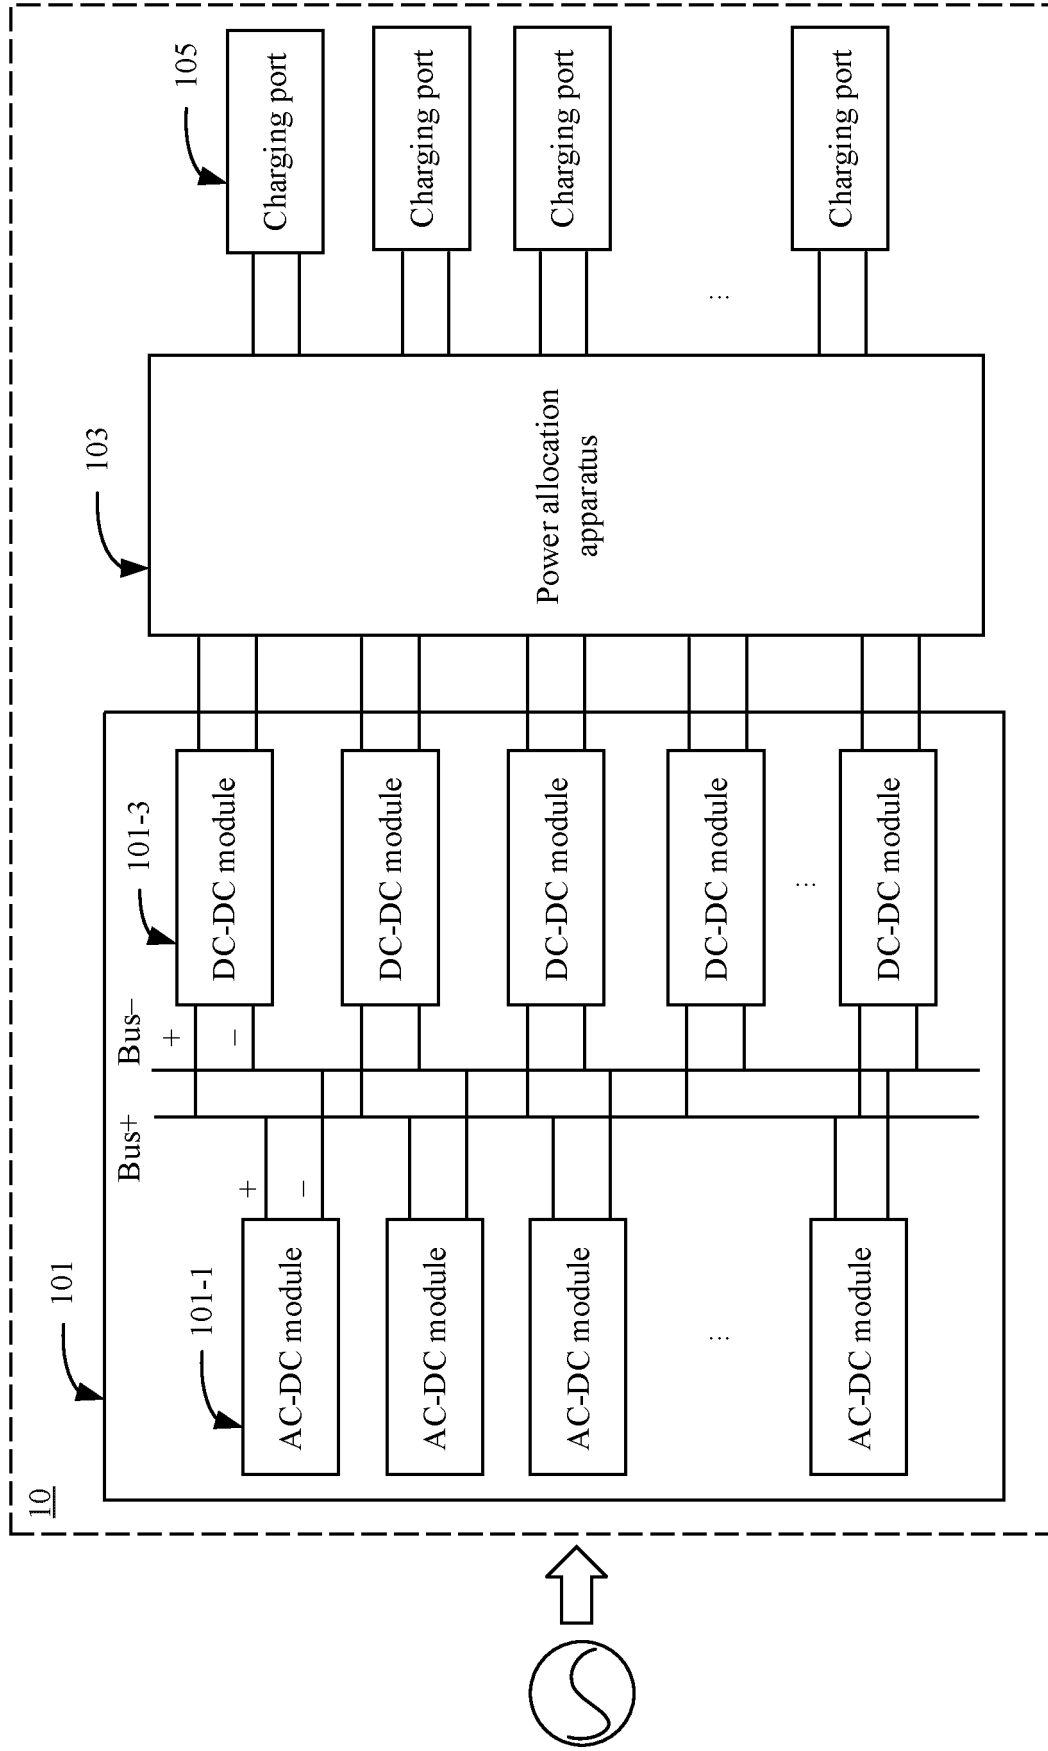 10
101
101-1
AC-DC module
AC-DC module
AC-DC module
...
AC-DC module
+
−
Bus+
Bus−
+
−
101-3
DC-DC module
DC-DC module
DC-DC module
DC-DC module
...
DC-DC module
103
Power allocation
apparatus
105
Charging port
Charging port
Charging port
...
Charging port